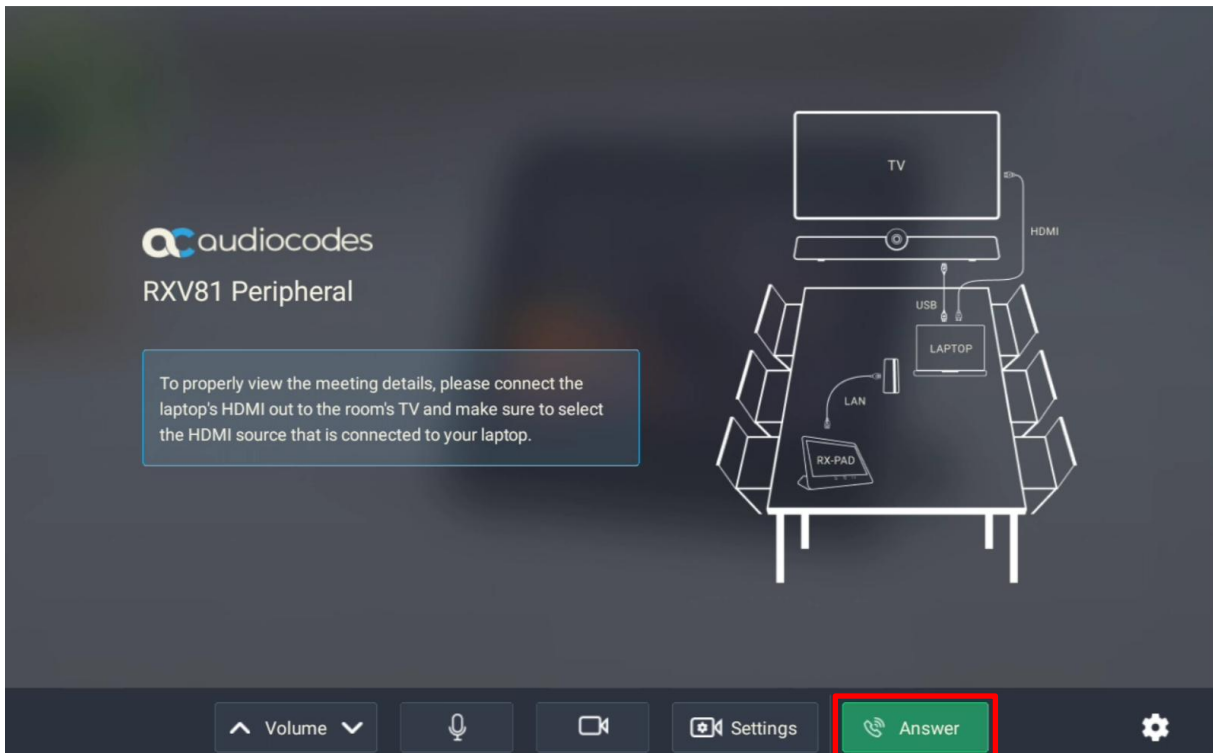 audiocodes
RXV81 Peripheral
To properly view the meeting details, please connect the
laptop's HDMI out to the room's TV and make sure to select
the HDMI source that is connected to your laptop.
TV
HDMI
USB
LAPTOP
LAN
RX-PAD
Volume
Settings
Answer